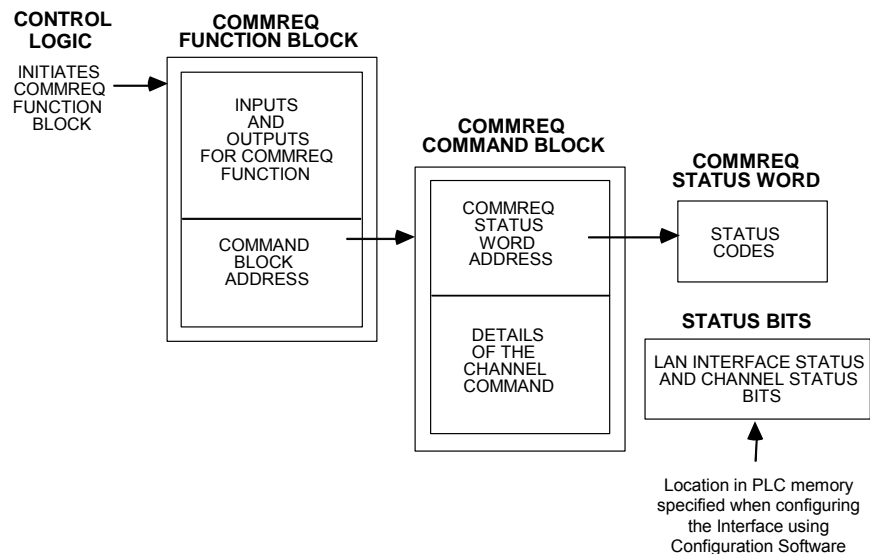 CONTROL
LOGIC
INITIATES
COMMREQ
FUNCTION
BLOCK
COMMREQ
FUNCTION BLOCK
INPUTS
AND
OUTPUTS
FOR COMMREQ
FUNCTION
COMMAND
BLOCK
ADDRESS
COMMREQ
COMMAND BLOCK
COMMREQ
STATUS
WORD
ADDRESS
DETAILS
OF THE
CHANNEL
COMMAND
COMMREQ
STATUS WORD
STATUS
CODES
STATUS BITS
LAN INTERFACE STATUS
AND CHANNEL STATUS
BITS
Location in PLC memory
specified when configuring
the Interface using
Configuration Software